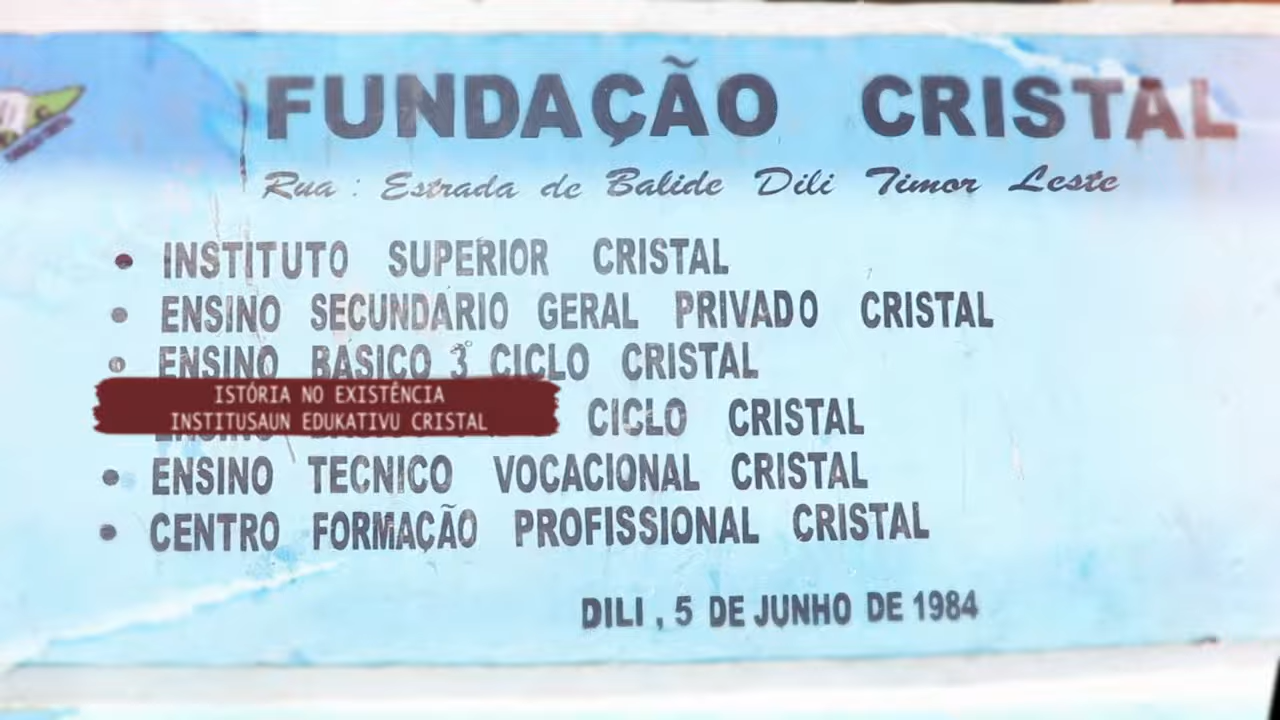 FUNDAÇÃO CRISTAL
Rua : Estrada de Balide Dili Timor Leste
• INSTITUTO SUPERIOR CRISTAL
• ENSINO SECUNDARIO GERAL PRIVADO CRISTAL
• ENSINO BASICO 3º CICLO CRISTAL
ISTÓRIA NO EXISTÊNCIA
INSTITUSAUN EDUKATIVU CRISTAL
CICLO CRISTAL
• ENSINO TECNICO VOCACIONAL CRISTAL
• CENTRO FORMAÇÃO PROFISSIONAL CRISTAL
DILI , 5 DE JUNHO DE 1984